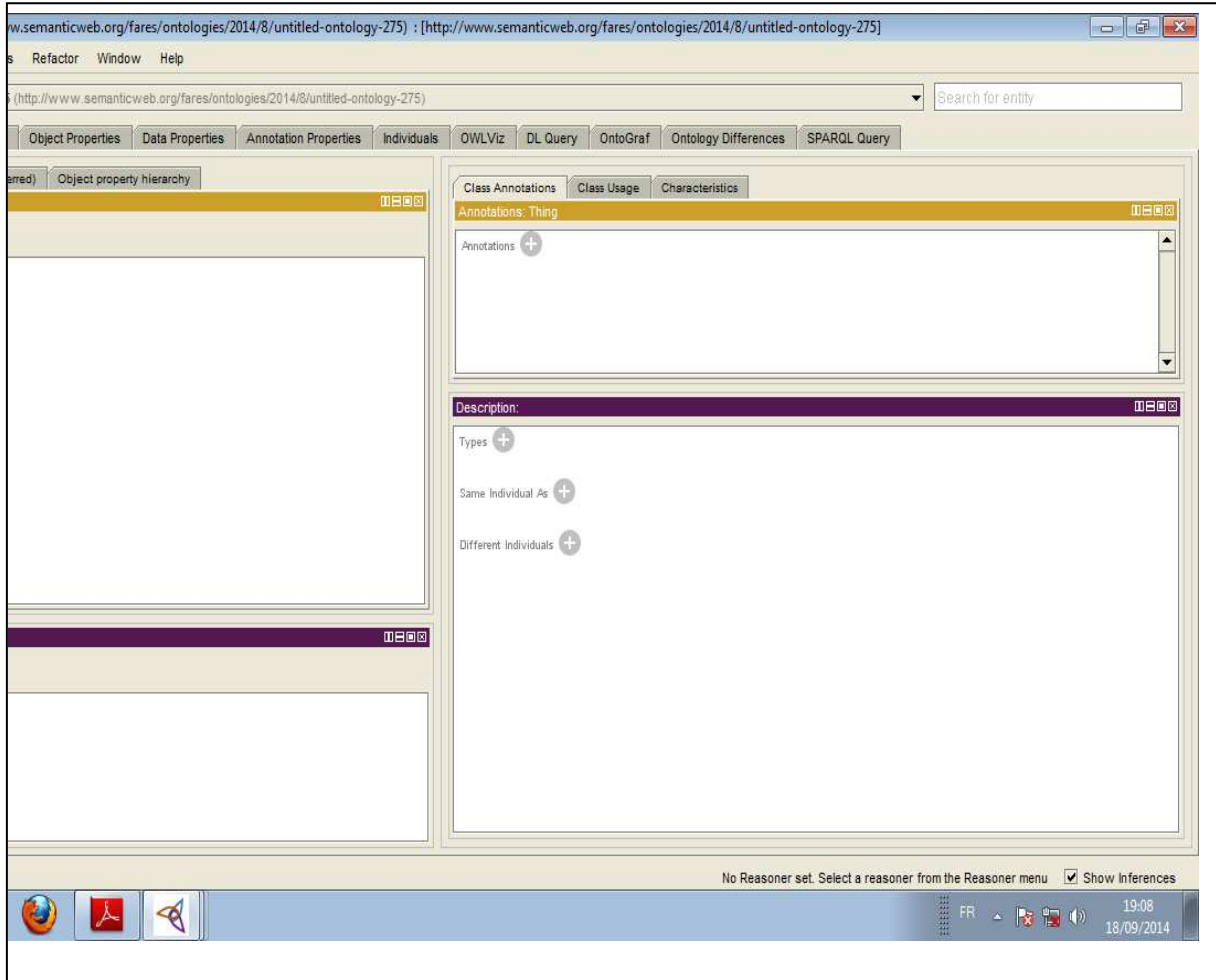 w.semanticweb.org/fares/ontologies/2014/8/untitled-ontology-275) : [http://www.semanticweb.org/fares/ontologies/2014/8/untitled-ontology-275]
s Refactor Window Help
(http://www.semanticweb.org/fares/ontologies/2014/8/untitled-ontology-275)
Search for entity
Object Properties Data Properties Annotation Properties Individuals OWLViz DL Query OntoGraf Ontology Differences SPARQL Query
erred) Object property hierarchy
Class Annotations Class Usage Characteristics
Annotations: Thing
Annotations
Description:
Types
Same Individual As
Different Individuals
No Reasoner set. Select a reasoner from the Reasoner menu Show Inferences
FR 19:08
18/09/2014